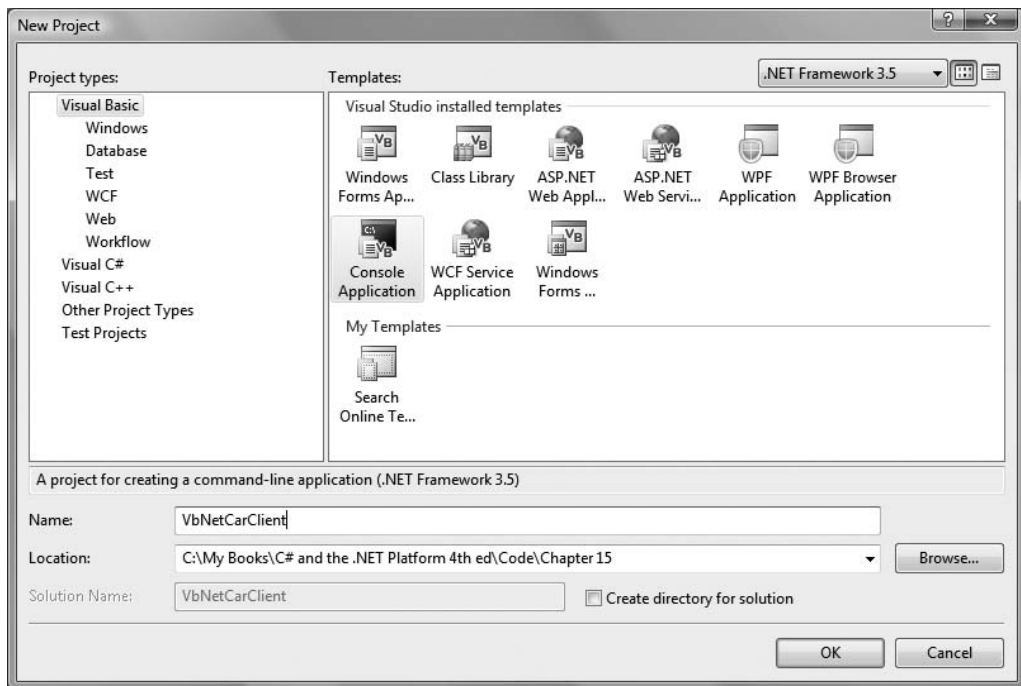 New Project
Project types:
Templates:
.NET Framework 3.5
Visual Basic
Windows
Database
Test
WCF
Web
Workflow
Visual C#
Visual C++
Other Project Types
Test Projects
Visual Studio installed templates
Windows Forms Ap...
Class Library
ASP.NET Web Appl...
ASP.NET Web Servi...
WPF Application
WPF Browser Application
Console Application
WCF Service Application
Windows Forms ...
My Templates
Search Online Te...
A project for creating a command-line application (.NET Framework 3.5)
Name:
VbNetCarClient
Location:
C:\My Books\C# and the .NET Platform 4th ed\Code\Chapter 15
Browse...
Solution Name:
VbNetCarClient
Create directory for solution
OK
Cancel